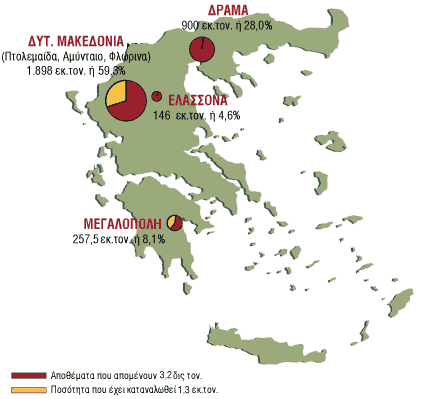 ΔΡΑΜΑ
900 εκ.τον. ή 28,0%
ΔΥΤ. ΜΑΚΕΔΟΝΙΑ
(Πτολεμαίδα, Αμύνταιο, Φλώρινα)
1.898 εκ.τον. ή 59,3%
ΕΛΑΣΣΟΝΑ
146 εκ.τον. ή 4,6%
ΜΕΓΑΛΟΠΟΛΗ
257,5 εκ.τον. ή 8,1%
Αποθέματα που απομένουν 3,2 δις τον.
Ποσότητα που έχει καταναλωθεί 1,3 εκ.τον.